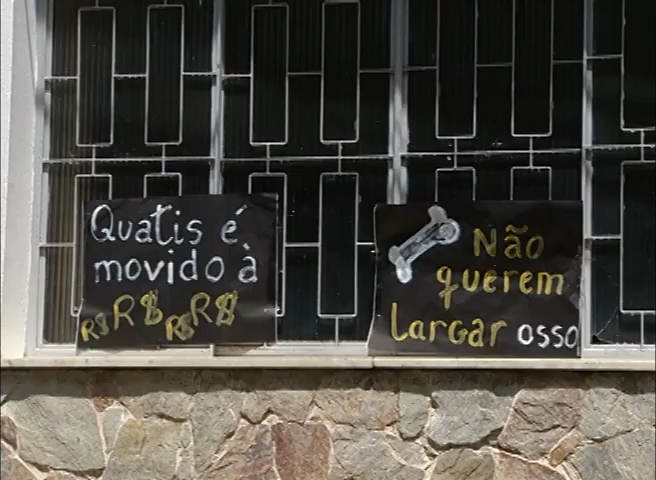 Quatis é
movido à
R$ R$ R$ R$
Não
querem
Largar osso